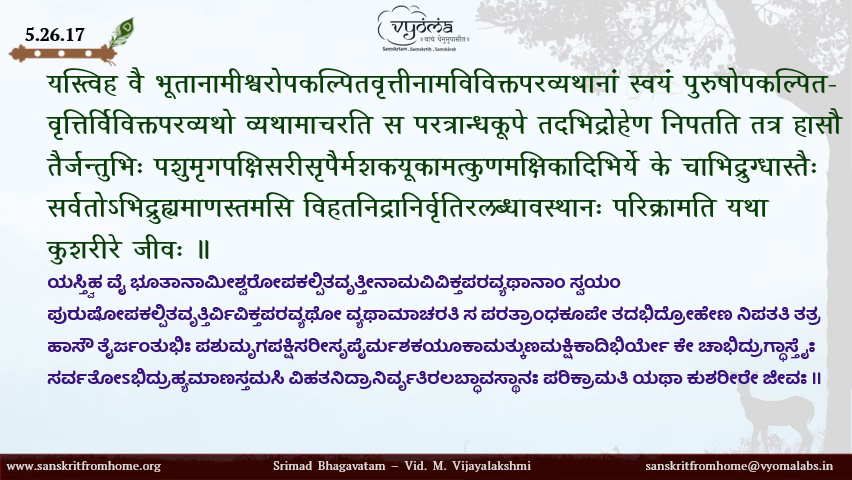 5.26.17
vyoma
॥ वाचं धेनुमुपासीत॥
Samskrtam, Samskrtih, Samskārāh
यस्त्विह वै भूतानामीश्वरोपकल्पितवृत्तीनामविविक्तपरव्यथानां स्वयं पुरुषोपकल्पित-
वृत्तिर्विविक्तपरव्यथो व्यथामाचरति स परत्रान्धकूपे तदभिद्रोहेण निपतति तत्र हासौ
तैर्जन्तुभिः पशुमृगपक्षिसरीसृपैर्मशकयूकामत्कुणमक्षिकादिभिर्ये के चाभिद्रुग्धास्तैः
सर्वतोऽभिद्रुह्यमाणस्तमसि विहतनिद्रानिर्वृतिरलब्धावस्थानः परिक्रामति यथा
कुशरीरे जीवः ॥
ಯಸ್ತ್ವಿಹ ವೈ ಭೂತಾನಾಮೀಶ್ವರೋಪಕಲ್ಪಿತವೃತ್ತೀನಾಮವಿವಿಕ್ತಪರವ್ಯಥಾನಾಂ ಸ್ವಯಂ
ಪುರುಷೋಪಕಲ್ಪಿತವೃತ್ತಿರ್ವಿವಿಕ್ತಪರವ್ಯಥೋ ವ್ಯಥಾಮಾಚರತಿ ಸ ಪರತ್ರಾಂಧಕೂಪೇ ತದಭಿದ್ರೋಹೇಣ ನಿಪತತಿ ತತ್ರ
ಹಾಸೌ ತೈರ್ಜಂತುಭಿಃ ಪಶುಮೃಗಪಕ್ಷಿಸರೀಸೃಪೈರ್ಮಶಕಯೂಕಾಮತ್ಕುಣಮಕ್ಷಿಕಾದಿಭಿರ್ಯೇ ಕೇ ಚಾಭಿದ್ರುಗ್ಧಾಸ್ತೈಃ
ಸರ್ವತೋಽಭಿದ್ರುಹ್ಯಮಾಣಸ್ತಮಸಿ ವಿಹತನಿದ್ರಾನಿರ್ವೃತಿರಲಬ್ಧಾವಸ್ಥಾನಃ ಪರಿಕ್ರಾಮತಿ ಯಥಾ ಕುಶರೀರೇ ಜೀವಃ ॥
www.sanskritfromhome.org Srimad Bhagavatam – Vid. M. Vijayalakshmi sanskritfromhome@vyomalabs.in